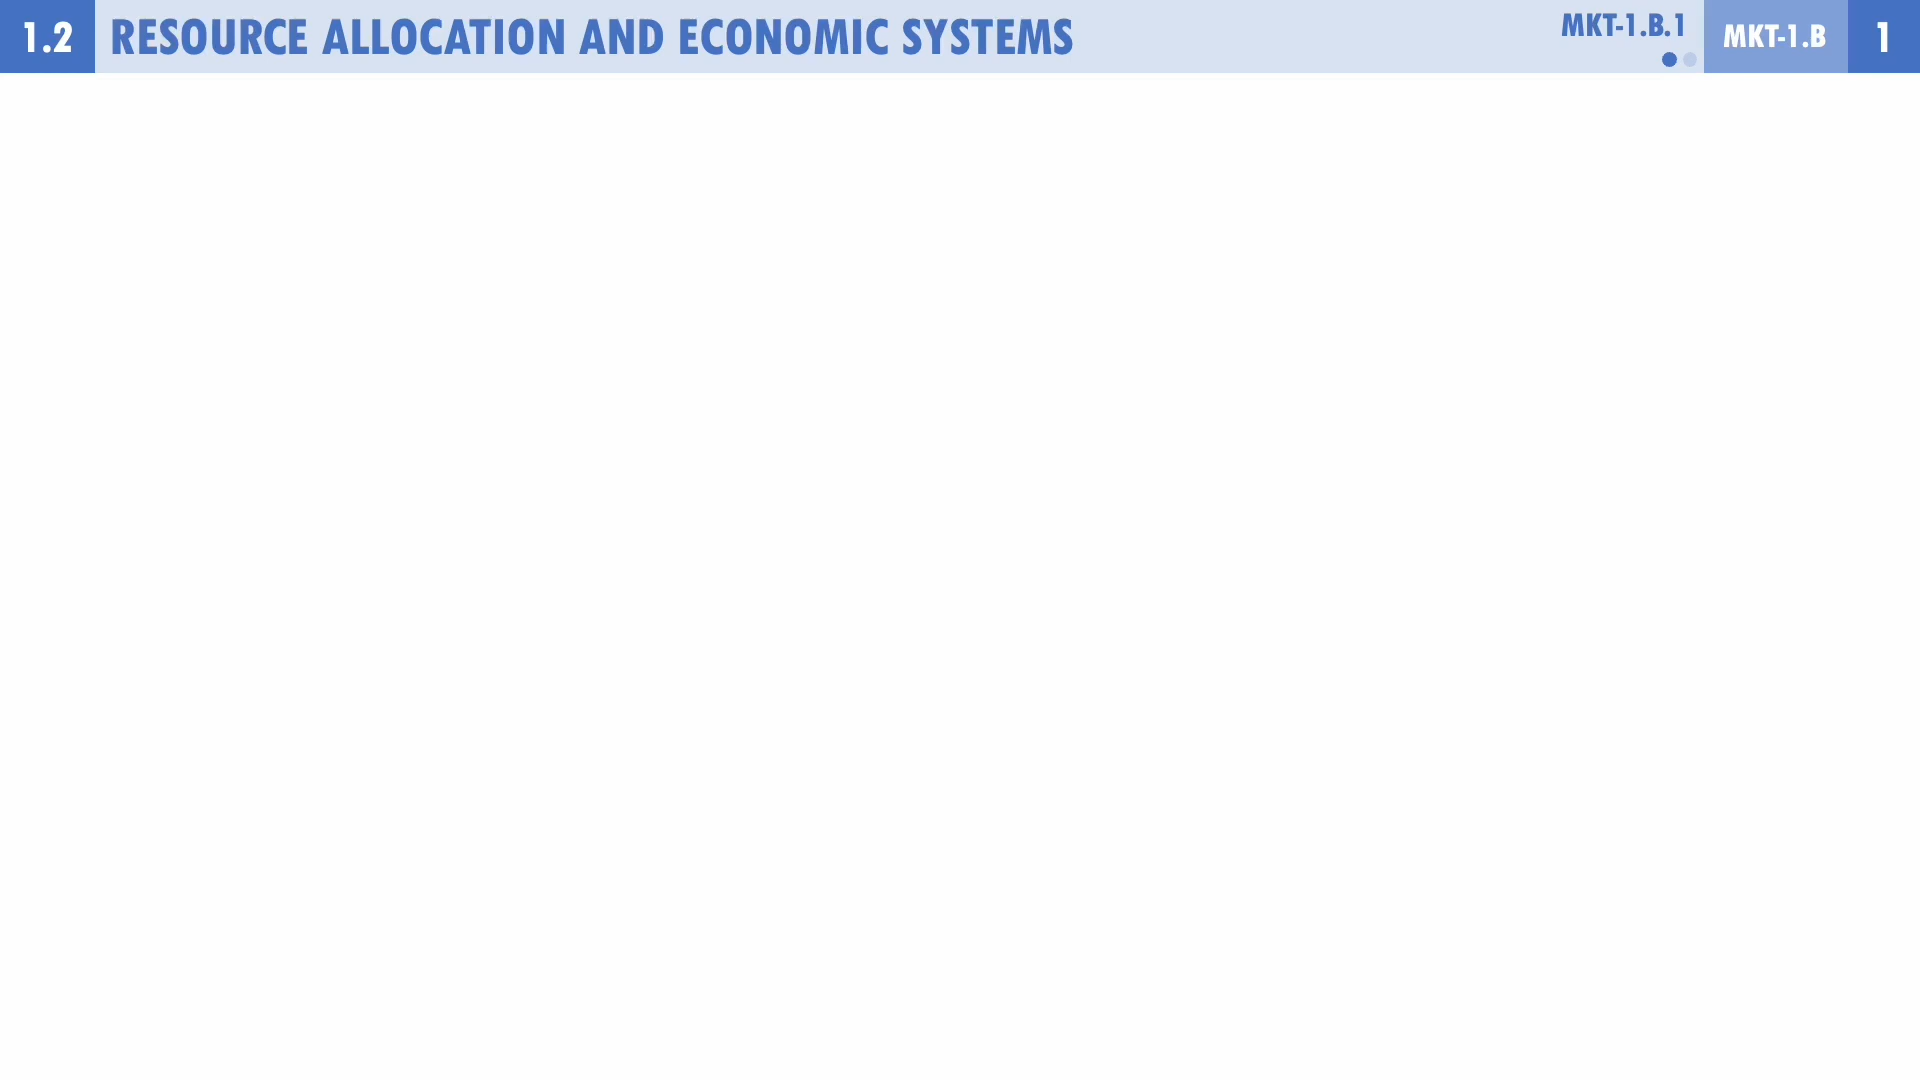 1.2
RESOURCE ALLOCATION AND ECONOMIC SYSTEMS
MKT-1.B.1
MKT-1.B
1